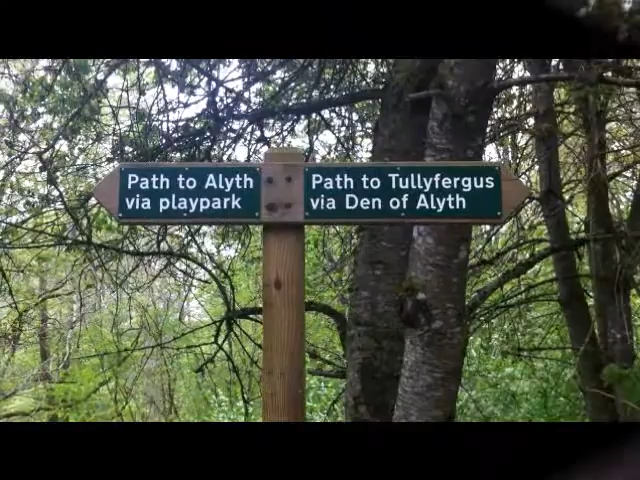 Path to Alyth
via playpark
Path to Tullyfergus
via Den of Alyth